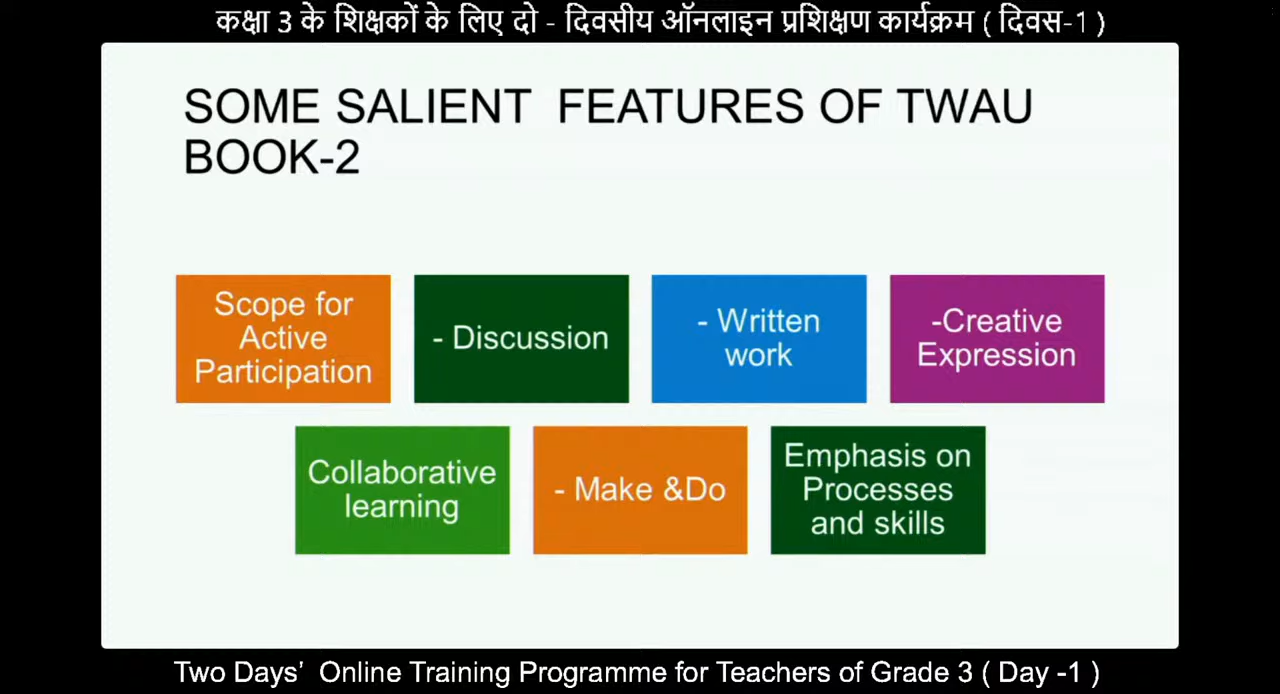 कक्षा 3 के शिक्षकों के लिए दो - दिवसीय ऑनलाइन प्रशिक्षण कार्यक्रम ( दिवस-1 )
SOME SALIENT FEATURES OF TWAU
BOOK-2
Scope for
Active
Participation
- Discussion
- Written
work
-Creative
Expression
Collaborative
learning
- Make &Do
Emphasis on
Processes
and skills
Two Days’ Online Training Programme for Teachers of Grade 3 ( Day -1 )